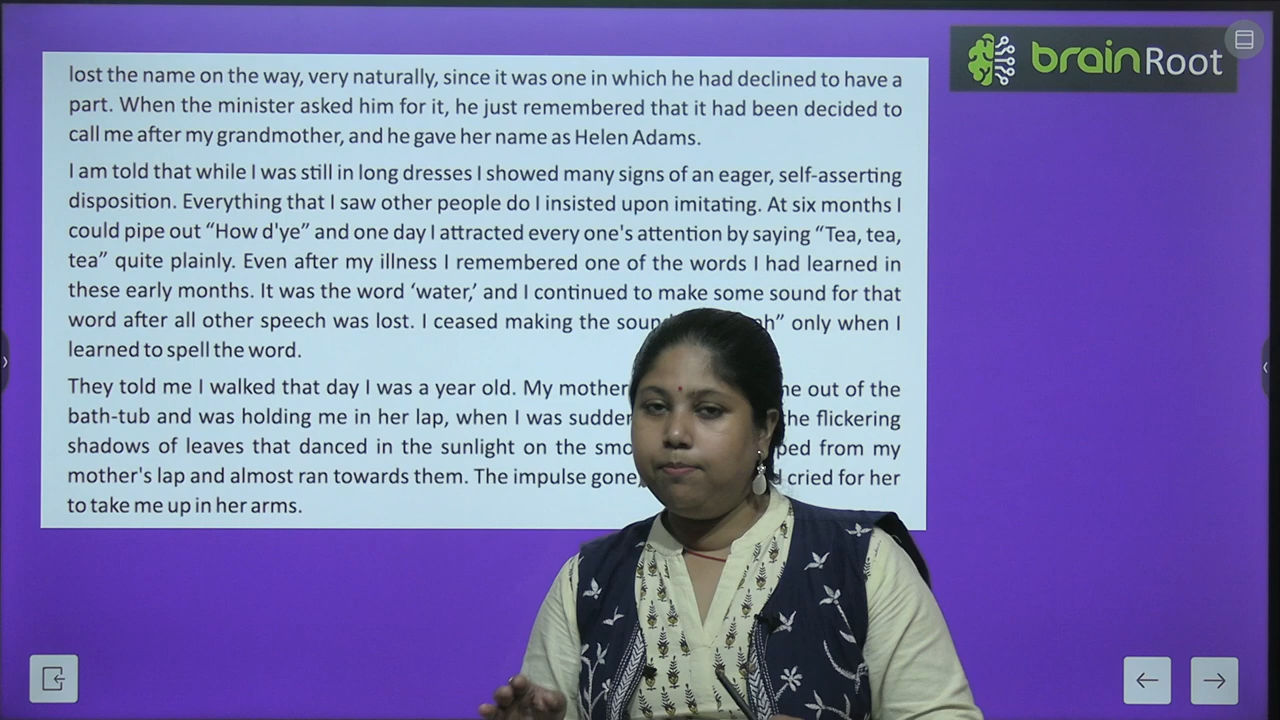 brainRoot
lost the name on the way, very naturally, since it was one in which he had declined to have a
part. When the minister asked him for it, he just remembered that it had been decided to
call me after my grandmother, and he gave her name as Helen Adams.
I am told that while I was still in long dresses I showed many signs of an eager, self-asserting
disposition. Everything that I saw other people do I insisted upon imitating. At six months I
could pipe out “How d'ye” and one day I attracted every one's attention by saying “Tea, tea,
tea” quite plainly. Even after my illness I remembered one of the words I had learned in
these early months. It was the word ‘water,’ and I continued to make some sound for that
word after all other speech was lost. I ceased making the only when I
learned to spell the word.
They told me I walked that day I was a year old. My mother out of the
bath-tub and was holding me in her lap, when I was the flickering
shadows of leaves that danced in the sunlight on the from my
mother's lap and almost ran towards them. The impulse gone, cried for her
to take me up in her arms.